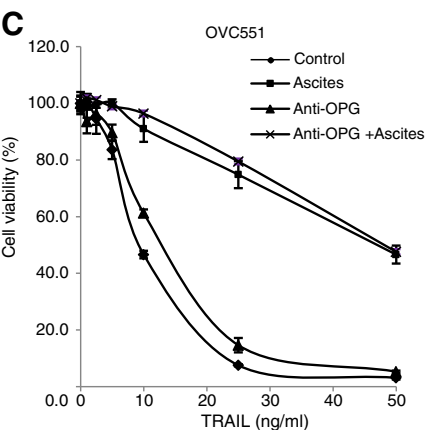 C
OVC551
120.0
100.0
80.0
60.0
40.0
20.0
0.0
Cell viability (%)
Control
Ascites
Anti-OPG
Anti-OPG +Ascites
0 10 20 30 40 50
TRAIL (ng/ml)